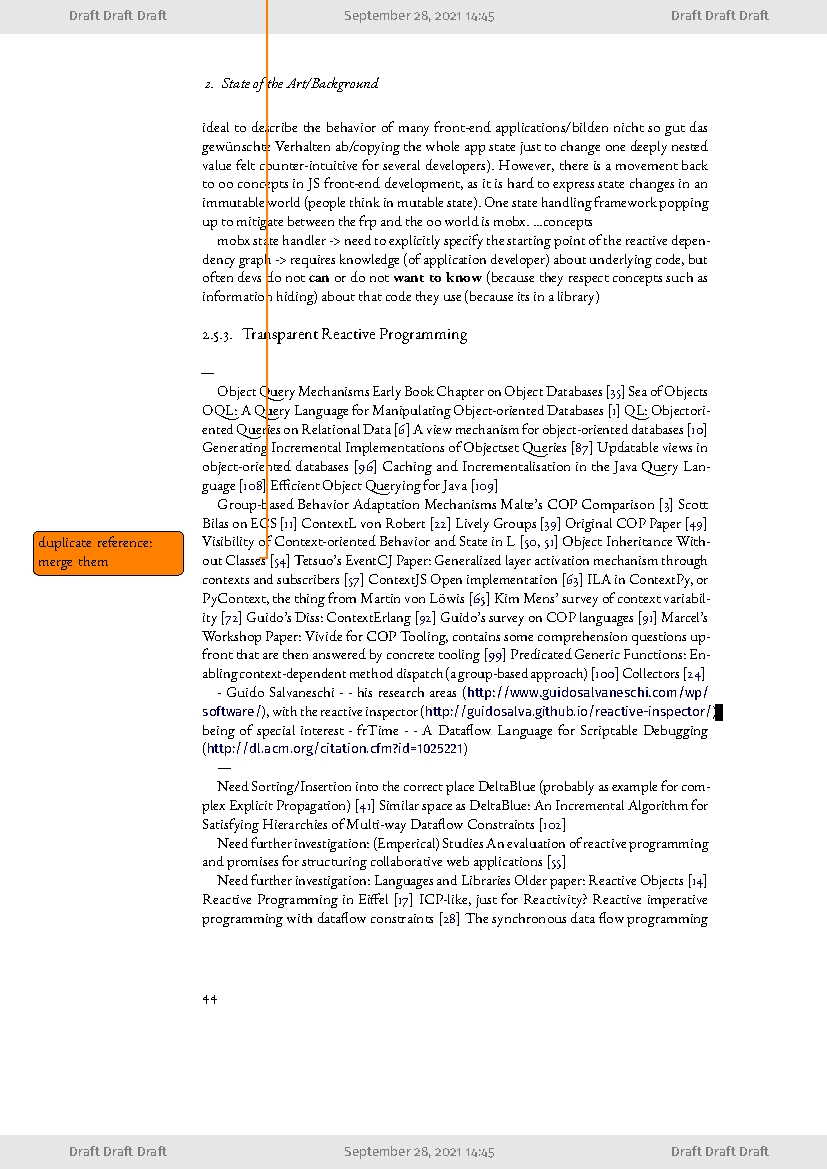 Draft Draft Draft September 28, 2021 14:45 Draft Draft Draft
2. State of the Art/Background
ideal to describe the behavior of many front-end applications/bilden nicht so gut das
gewünschte Verhalten ab/copying the whole app state just to change one deeply nested
value felt counter-intuitive for several developers). However, there is a movement back
to oo concepts in JS front-end development, as it is hard to express state changes in an
immutable world (people think in mutable state). One state handling framework popping
up to mitigate between the frp and the oo world is mobx. ...concepts
mobx state handler -> need to explicitly specify the starting point of the reactive depen-
dency graph -> requires knowledge (of application developer) about underlying code, but
often devs do not can or do not want to know (because they respect concepts such as
information hiding) about that code they use (because its in a library)
2.5.3. Transparent Reactive Programming
—
Object Query Mechanisms Early Book Chapter on Object Databases [35] Sea of Objects
OQL: A Query Language for Manipulating Object-oriented Databases [1] QL: Objectori-
ented Queries on Relational Data [6] A view mechanism for object-oriented databases [10]
Generating Incremental Implementations of Objectset Queries [87] Updatable views in
object-oriented databases [96] Caching and Incrementalisation in the Java Query Lan-
guage [108] Efficient Object Querying for Java [109]
Group-based Behavior Adaptation Mechanisms Malte's COP Comparison [3] Scott
Bilas on ECS [11] ContextL von Robert [22] Lively Groups [39] Original COP Paper [49]
Visibility of Context-oriented Behavior and State in L [50, 51] Object Inheritance With-
out Classes [54] Tetsuo's EventCJ Paper: Generalized layer activation mechanism through
contexts and subscribers [57] ContextJS Open implementation [63] ILA in ContextPy, or
PyContext, the thing from Martin von Löwis [65] Kim Mens' survey of context variabil-
ity [72] Guido's Diss: ContextErlang [92] Guido's survey on COP languages [91] Marcel's
Workshop Paper: Vivide for COP Tooling, contains some comprehension questions up-
front that are then answered by concrete tooling [99] Predicated Generic Functions: En-
abling context-dependent method dispatch (a group-based approach) [100] Collectors [24]
- Guido Salvaneschi - - his research areas (http://www.guidosalvaneschi.com/wp/
software/), with the reactive inspector (http://guidosalva.github.io/reactive-inspector/)
being of special interest - frTime - - A Dataflow Language for Scriptable Debugging
(http://dl.acm.org/citation.cfm?id=1025221)
—
Need Sorting/Insertion into the correct place DeltaBlue (probably as example for com-
plex Explicit Propagation) [41] Similar space as DeltaBlue: An Incremental Algorithm for
Satisfying Hierarchies of Multi-way Dataflow Constraints [102]
Need further investigation: (Emperical) Studies An evaluation of reactive programming
and promises for structuring collaborative web applications [55]
Need further investigation: Languages and Libraries Older paper: Reactive Objects [14]
Reactive Programming in Eiffel [17] ICP-like, just for Reactivity? Reactive imperative
programming with dataflow constraints [28] The synchronous data flow programming
duplicate reference:
merge them
44
Draft Draft Draft September 28, 2021 14:45 Draft Draft Draft